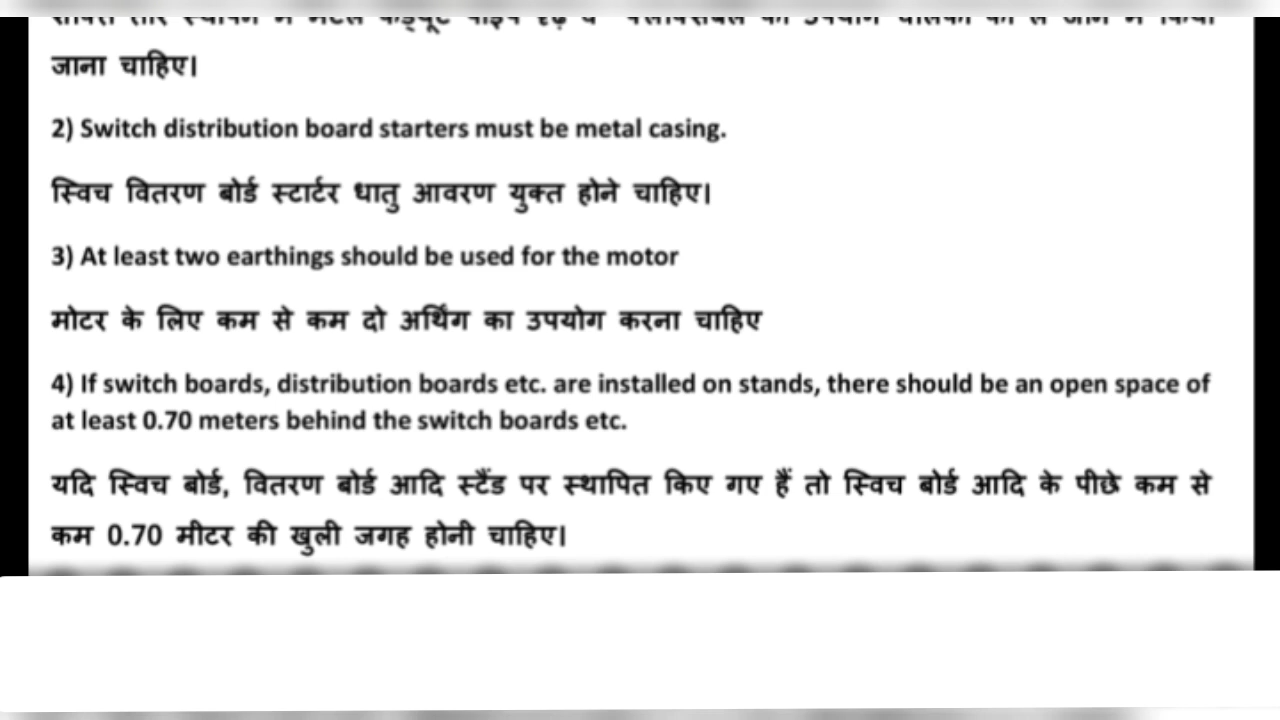 जाना चाहिए।
2) Switch distribution board starters must be metal casing.
स्विच वितरण बोर्ड स्टार्टर धातु आवरण युक्त होने चाहिए।
3) At least two earthings should be used for the motor
मोटर के लिए कम से कम दो अर्थिंग का उपयोग करना चाहिए
4) If switch boards, distribution boards etc. are installed on stands, there should be an open space of
at least 0.70 meters behind the switch boards etc.
यदि स्विच बोर्ड, वितरण बोर्ड आदि स्टैंड पर स्थापित किए गए हैं तो स्विच बोर्ड आदि के पीछे कम से
कम 0.70 मीटर की खुली जगह होनी चाहिए।